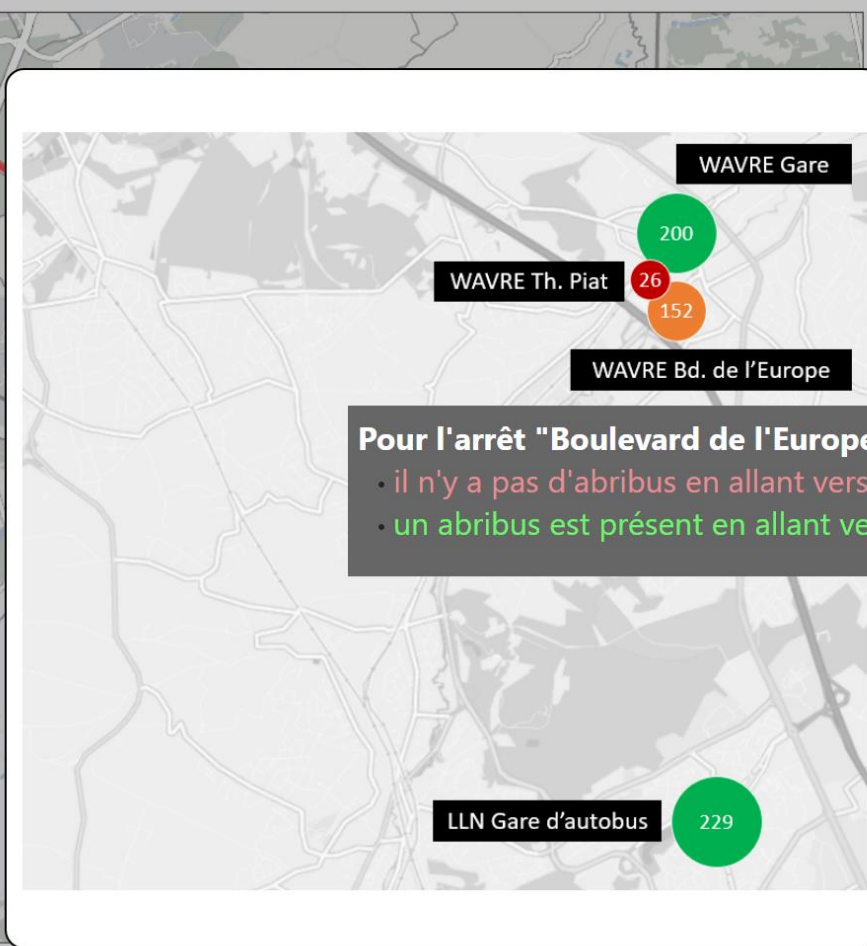 WAVRE Gare
200
WAVRE Th. Piat
26
152
WAVRE Bd. de l'Europe
Pour l'arrêt "Boulevard de l'Europe
• il n'y a pas d'abribus en allant vers
• un abribus est présent en allant ve
LLN Gare d'autobus
229